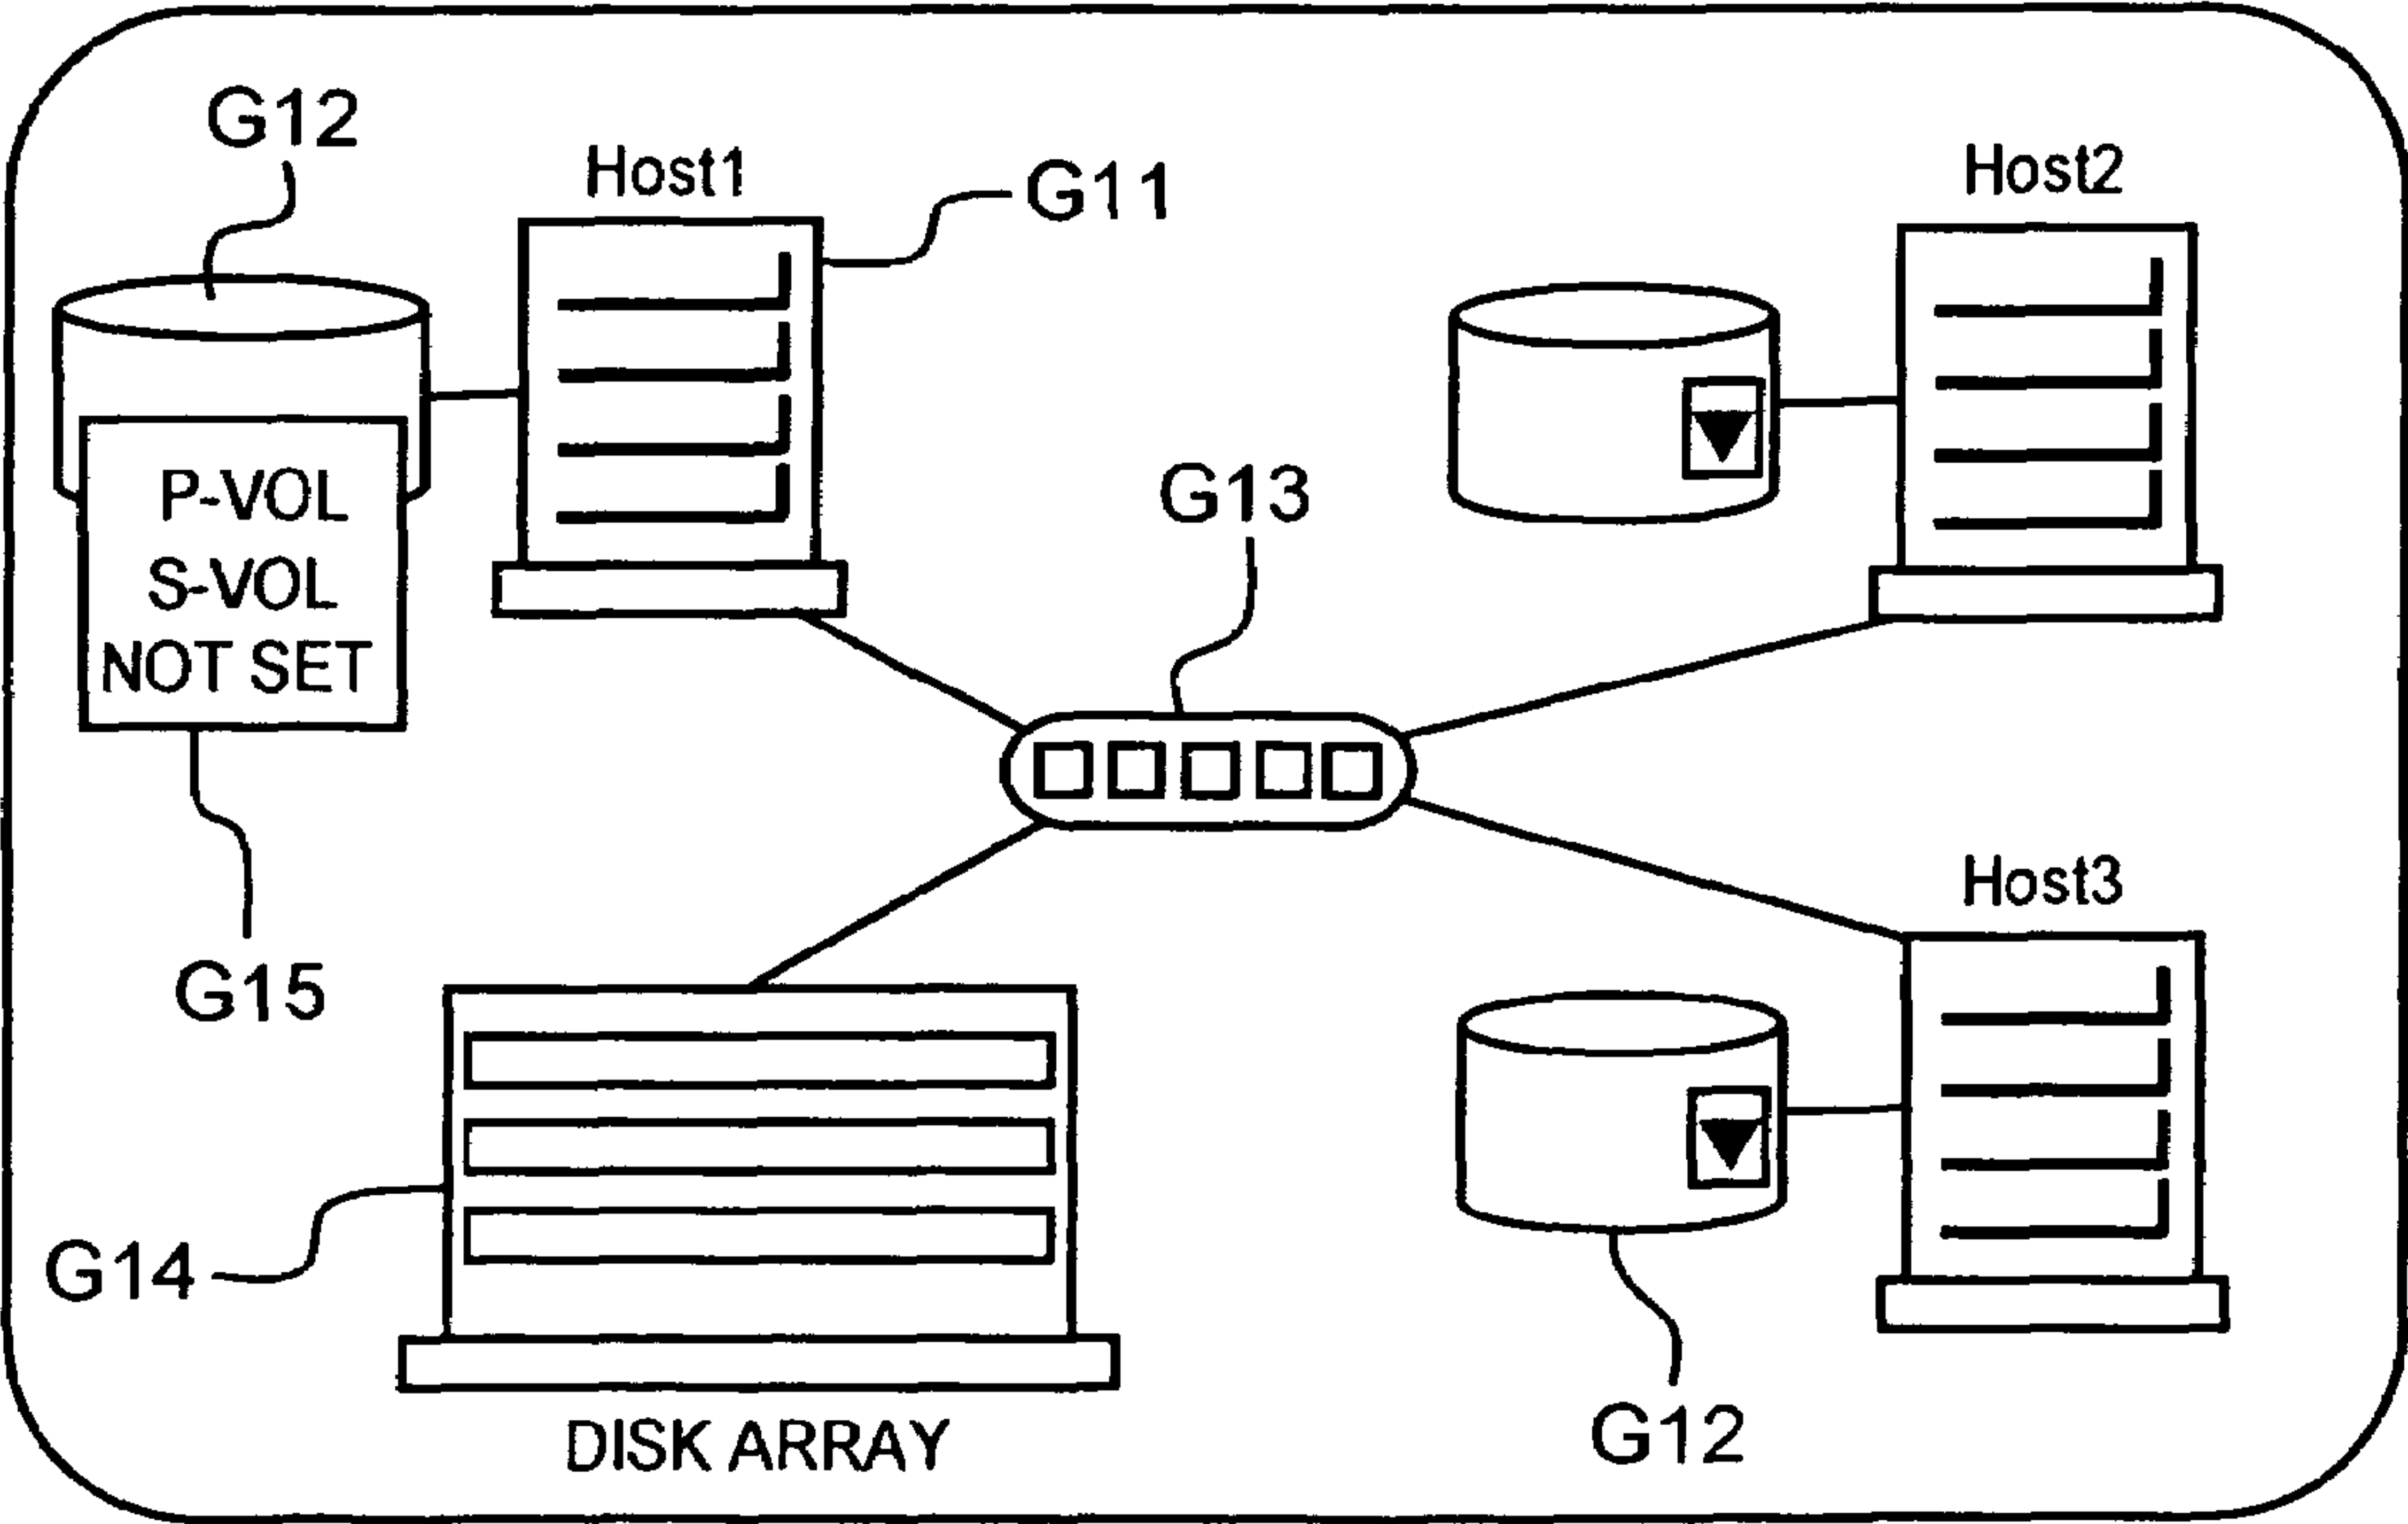 G12
Host1
G11
Host2
P-VOL
S-VOL
NOT SET
G13
G15
Host3
G14
DISK ARRAY
G12